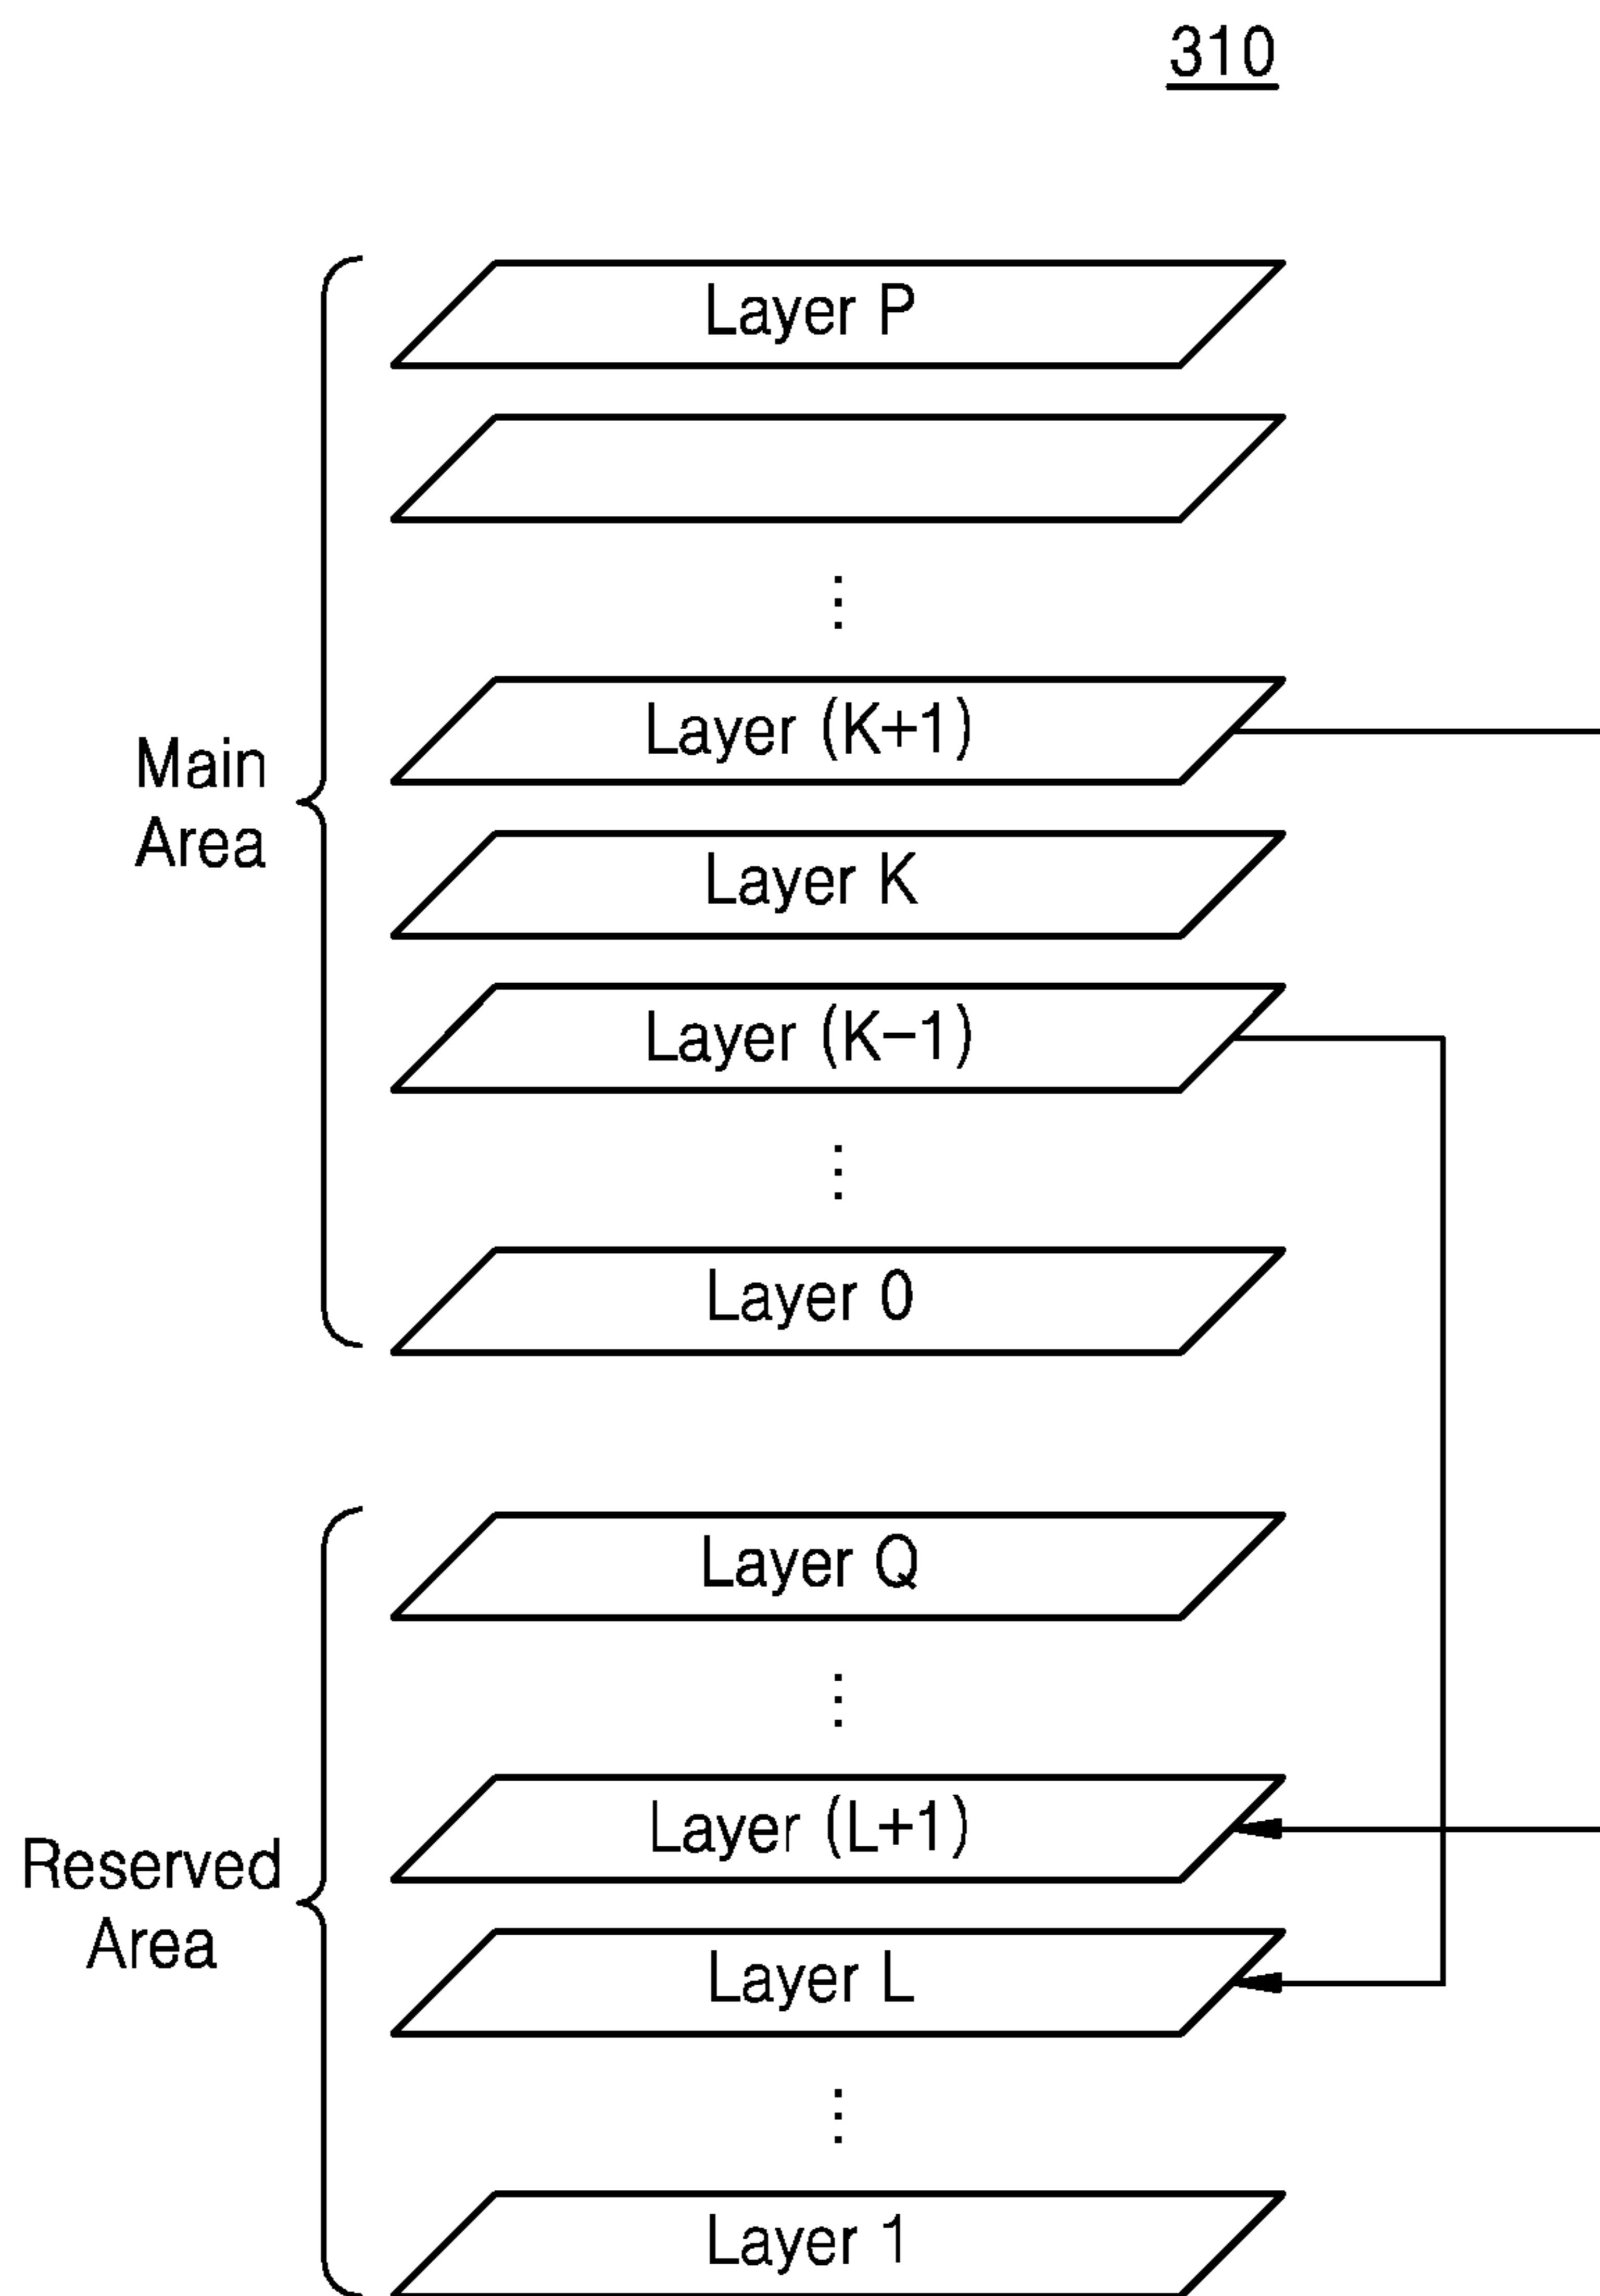 310
Layer P
Layer (K+1)
Main
Area
Layer K
Layer (K−1)
Layer 0
Layer Q
Layer (L+1)
Reserved
Area
Layer L
Layer 1